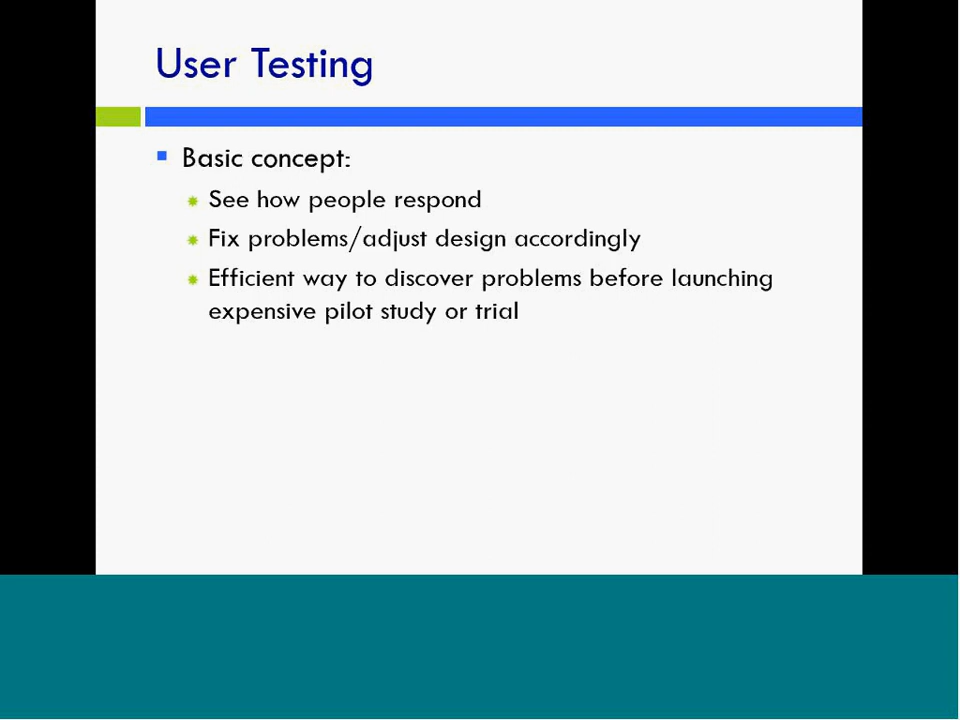 User Testing
Basic concept:
See how people respond
Fix problems/adjust design accordingly
Efficient way to discover problems before launching
expensive pilot study or trial